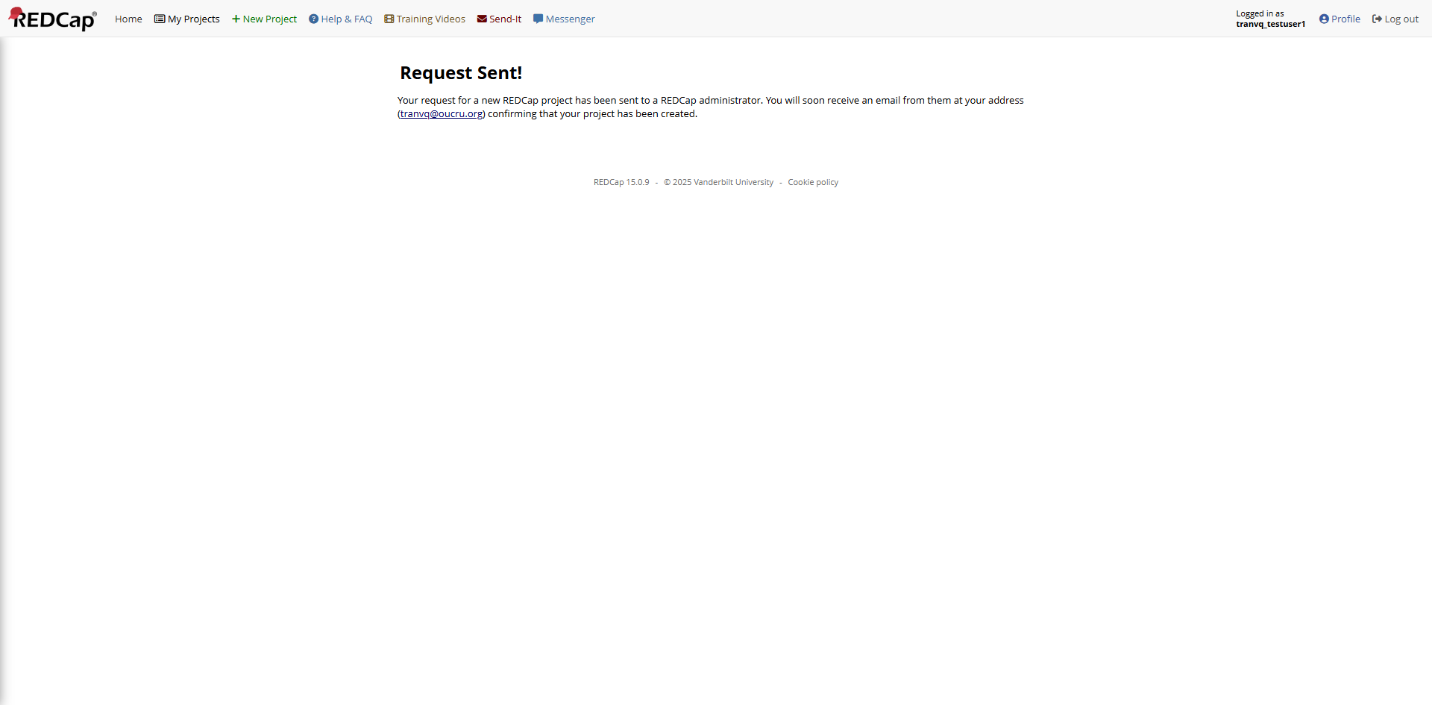 REDCap®
Home My Projects + New Project Help & FAQ Training Videos Send-It Messenger
Logged in as
tranvq_testuser1
Profile Log out
Request Sent!
Your request for a new REDCap project has been sent to a REDCap administrator. You will soon receive an email from them at your address
(tranvq@oucru.org) confirming that your project has been created.
REDCap 15.0.9 - © 2025 Vanderbilt University - Cookie policy